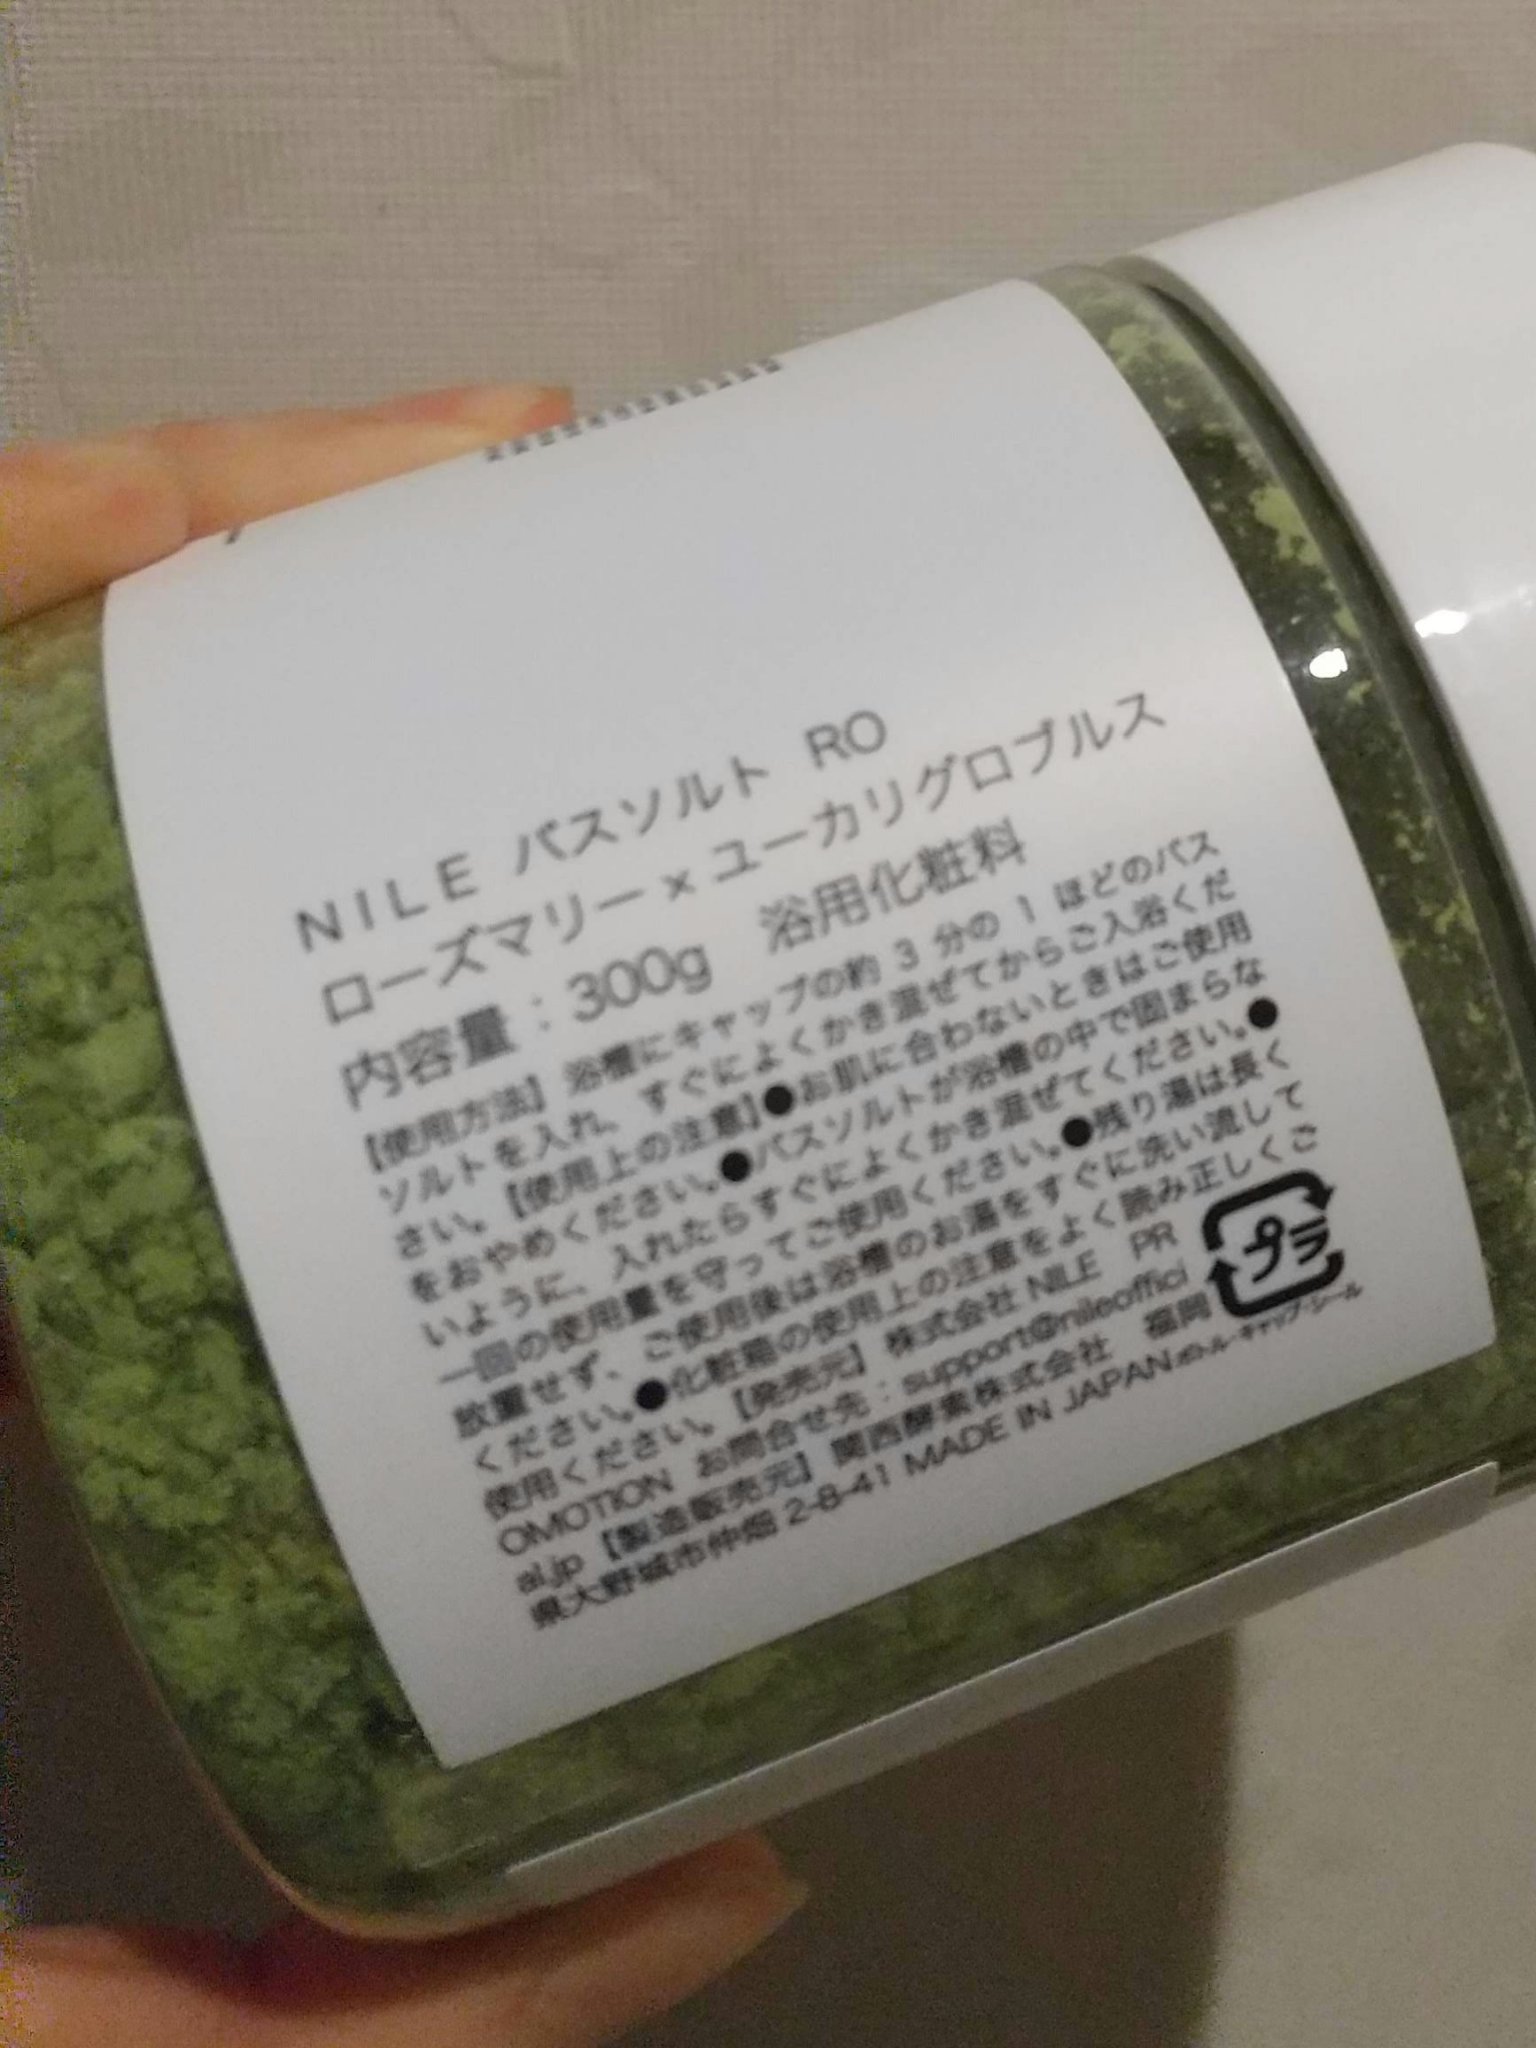 NILE バスソルト RO
ローズマリー×ユーカリグロブルス
内容量：300g 浴用化粧料
【使用方法】浴槽にキャップの約 3 分の 1 ほどのバス
ソルトを入れ、すぐによくかき混ぜてからご入浴くだ
さい。【使用上の注意】●お肌に合わないときはご使用
をおやめください。●バスソルトが浴槽の中で固まらな
いように、入れたらすぐによくかき混ぜてください。●
一回の使用量を守ってご使用ください。●残り湯は長く
放置せず、ご使用後は浴槽のお湯をすぐに洗い流して
ください。●化粧箱の使用上の注意をよく読み正しくご
使用ください。【発売元】株式会社 NILE PR
OMOTION お問合せ先：support@nileoffici
al.jp【製造販売元】関西酵素株式会社 福岡
県大野城市仲畑 2-8-41 MADE IN JAPAN
プラ
ボトル・キャップ・シール